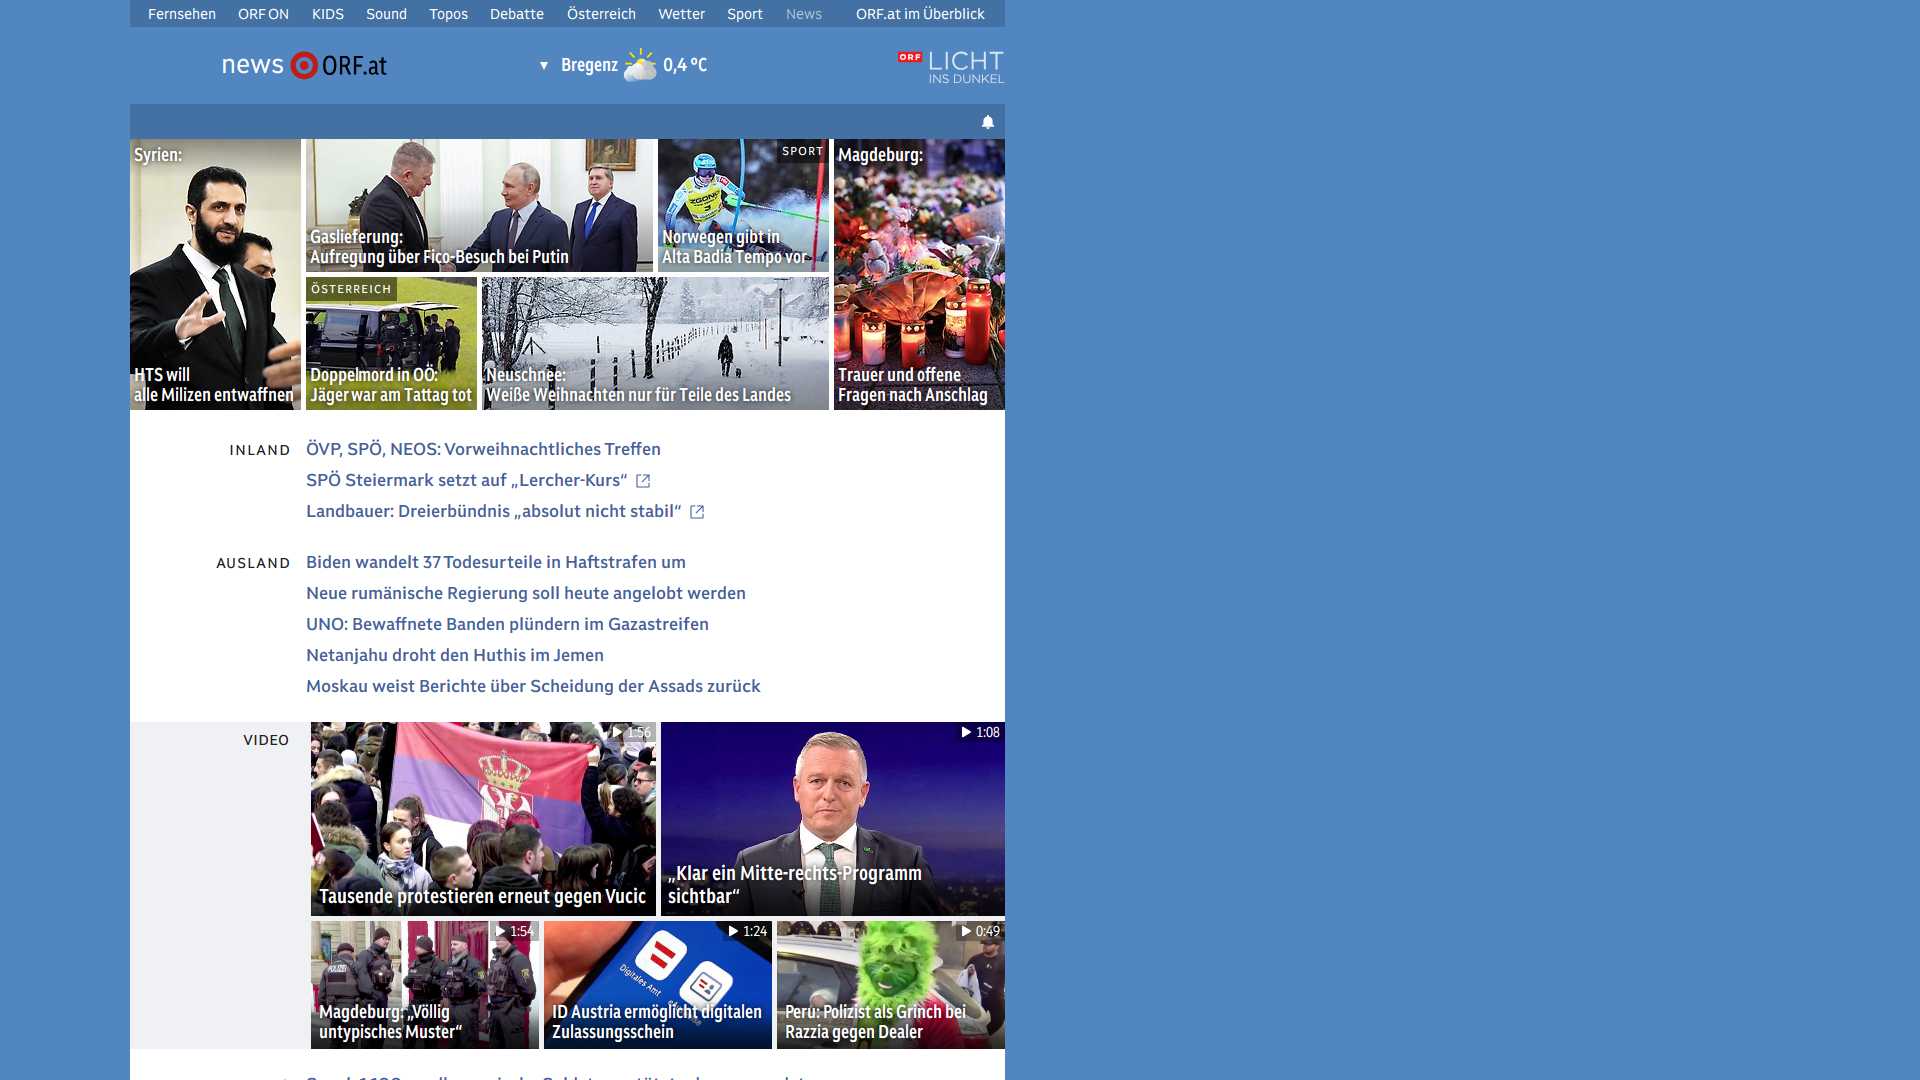 Fernsehen ORF ON KIDS Sound Topos Debatte Österreich Wetter Sport News ORF.at im Überblick
news ORF.at
Bregenz 0,4 °C
ORF LICHT
INS DUNKEL
Syrien:
HTS will
alle Milizen entwaffnen
Gaslieferung:
Aufregung über Fico-Besuch bei Putin
SPORT
ZGONC
3
Norwegen gibt in
Alta Badia Tempo vor
Magdeburg:
Trauer und offene
Fragen nach Anschlag
ÖSTERREICH
Doppelmord in OÖ:
Jäger war am Tattag tot
Neuschnee:
Weiße Weihnachten nur für Teile des Landes
INLAND
ÖVP, SPÖ, NEOS: Vorweihnachtliches Treffen
SPÖ Steiermark setzt auf „Lercher-Kurs“
Landbauer: Dreierbündnis „absolut nicht stabil“
AUSLAND
Biden wandelt 37 Todesurteile in Haftstrafen um
Neue rumänische Regierung soll heute angelobt werden
UNO: Bewaffnete Banden plündern im Gazastreifen
Netanjahu droht den Huthis im Jemen
Moskau weist Berichte über Scheidung der Assads zurück
VIDEO
1:56
Tausende protestieren erneut gegen Vucic
1:08
„Klar ein Mitte-rechts-Programm
sichtbar“
1:54
POLIZEI
Magdeburg: „Völlig
untypisches Muster“
1:24
Digitales Amt
ID Austria ermöglicht digitalen
Zulassungsschein
0:49
Peru: Polizist als Grinch bei
Razzia gegen Dealer